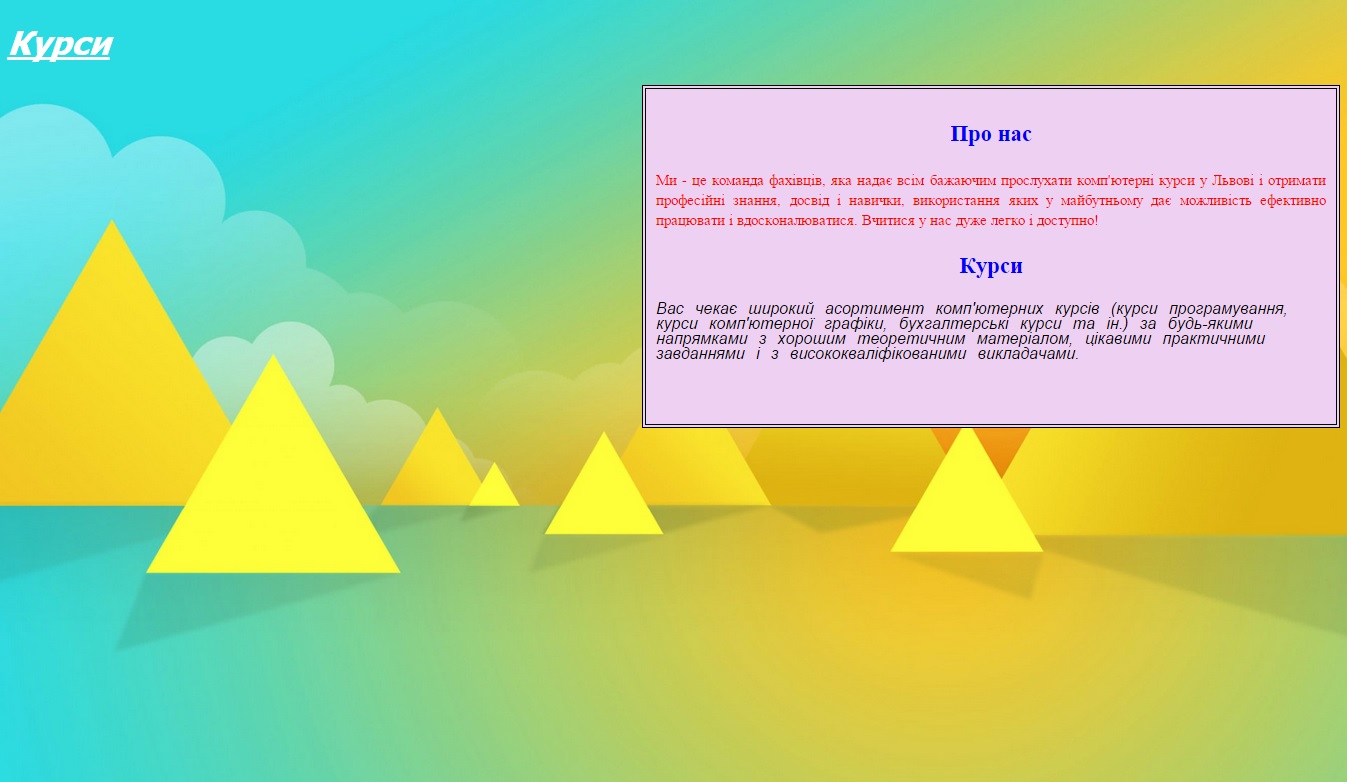 Курси
Про нас
Ми - це команда фахівців, яка надає всім бажаючим прослухати комп'ютерні курси у Львові і отримати
професійні знання, досвід і навички, використання яких у майбутньому дає можливість ефективно
працювати і вдосконалюватися. Вчитися у нас дуже легко і доступно!
Курси
Вас чекає широкий асортимент комп'ютерних курсів (курси програмування,
курси комп'ютерної графіки, бухгалтерські курси та ін.) за будь-якими
напрямками з хорошим теоретичним матеріалом, цікавими практичними
завданнями і з висококваліфікованими викладачами.